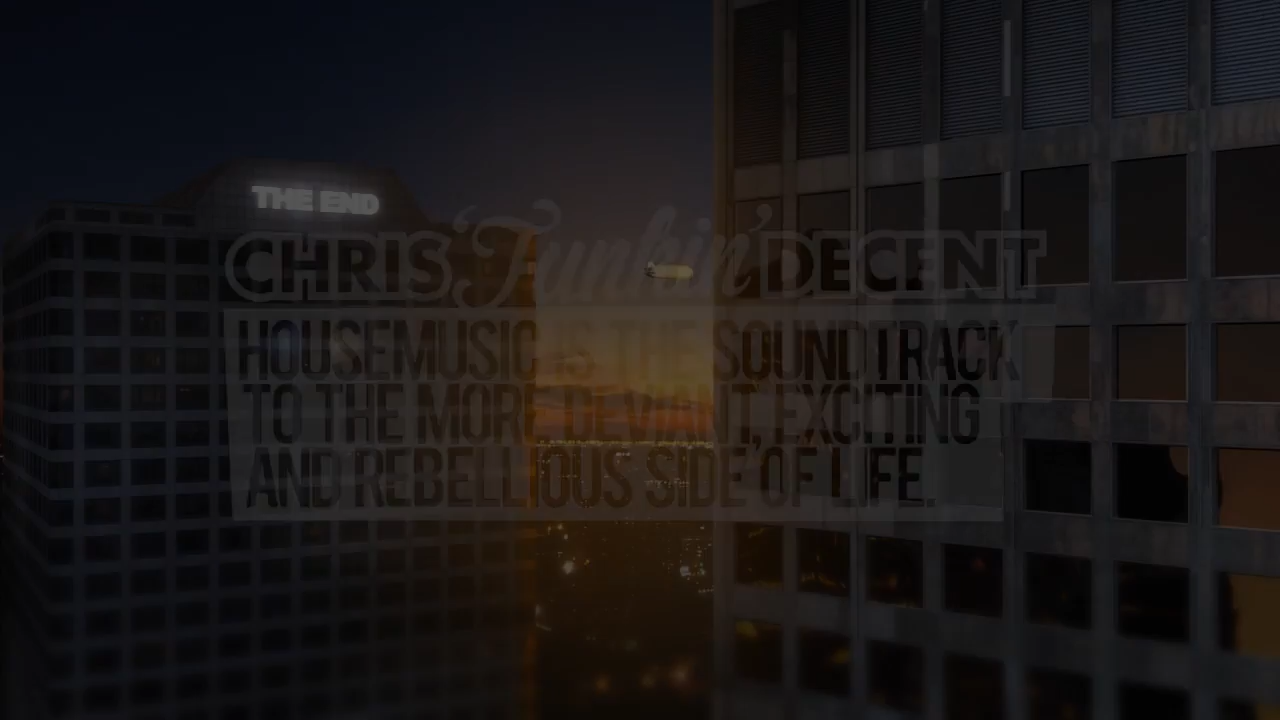 THE END
CHRIS 'Funkin' DECENT
HOUSEMUSIC IS THE SOUNDTRACK
TO THE MORE DEVIANT, EXCITING
AND REBELLIOUS SIDE OF LIFE.